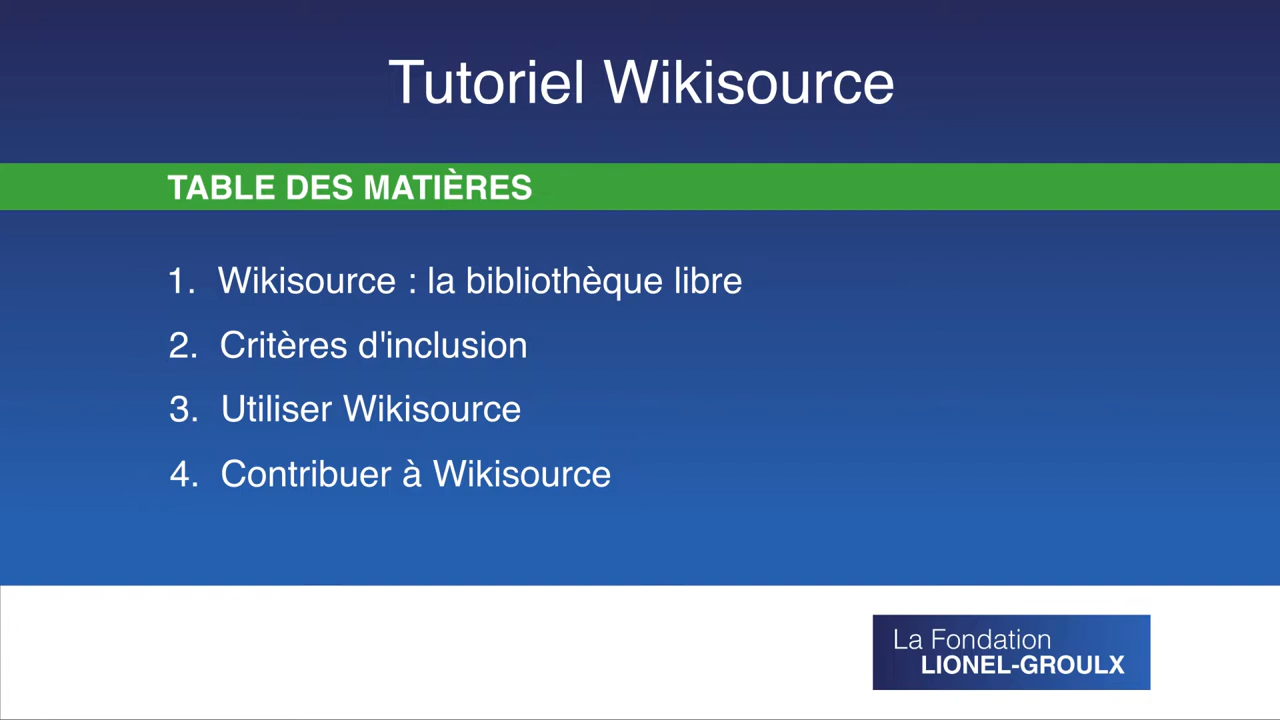 Tutoriel Wikisource
TABLE DES MATIÈRES
1. Wikisource : la bibliothèque libre
2. Critères d'inclusion
3. Utiliser Wikisource
4. Contribuer à Wikisource
La Fondation
LIONEL-GROULX